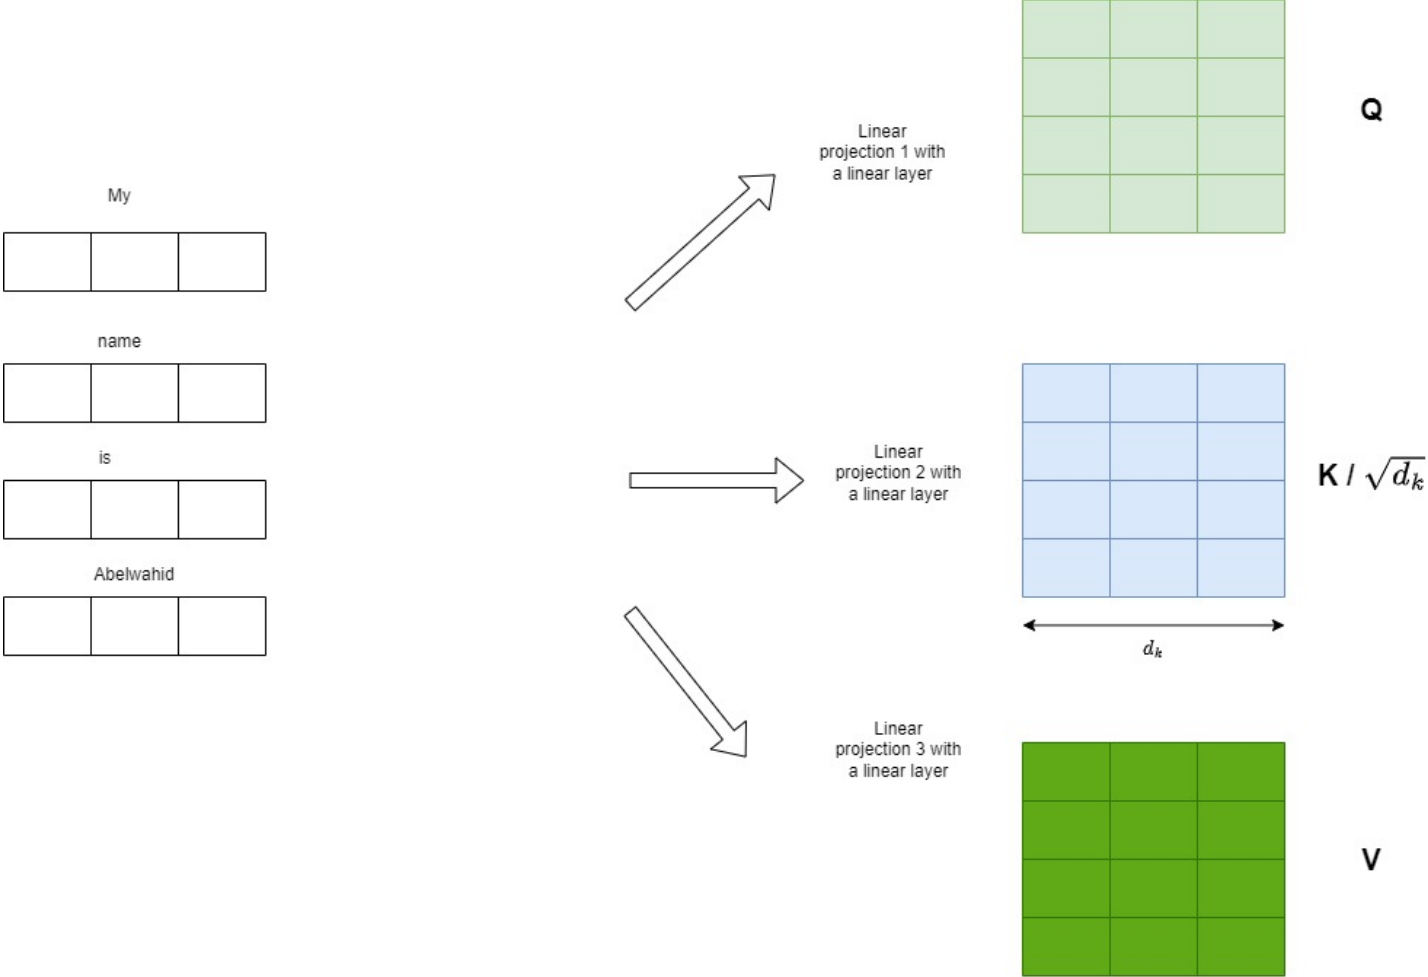 My
name
is
Abelwahid
Linear
projection 1 with
a linear layer
Q
Linear
projection 2 with
a linear layer
K / √d_k
d_k
Linear
projection 3 with
a linear layer
V